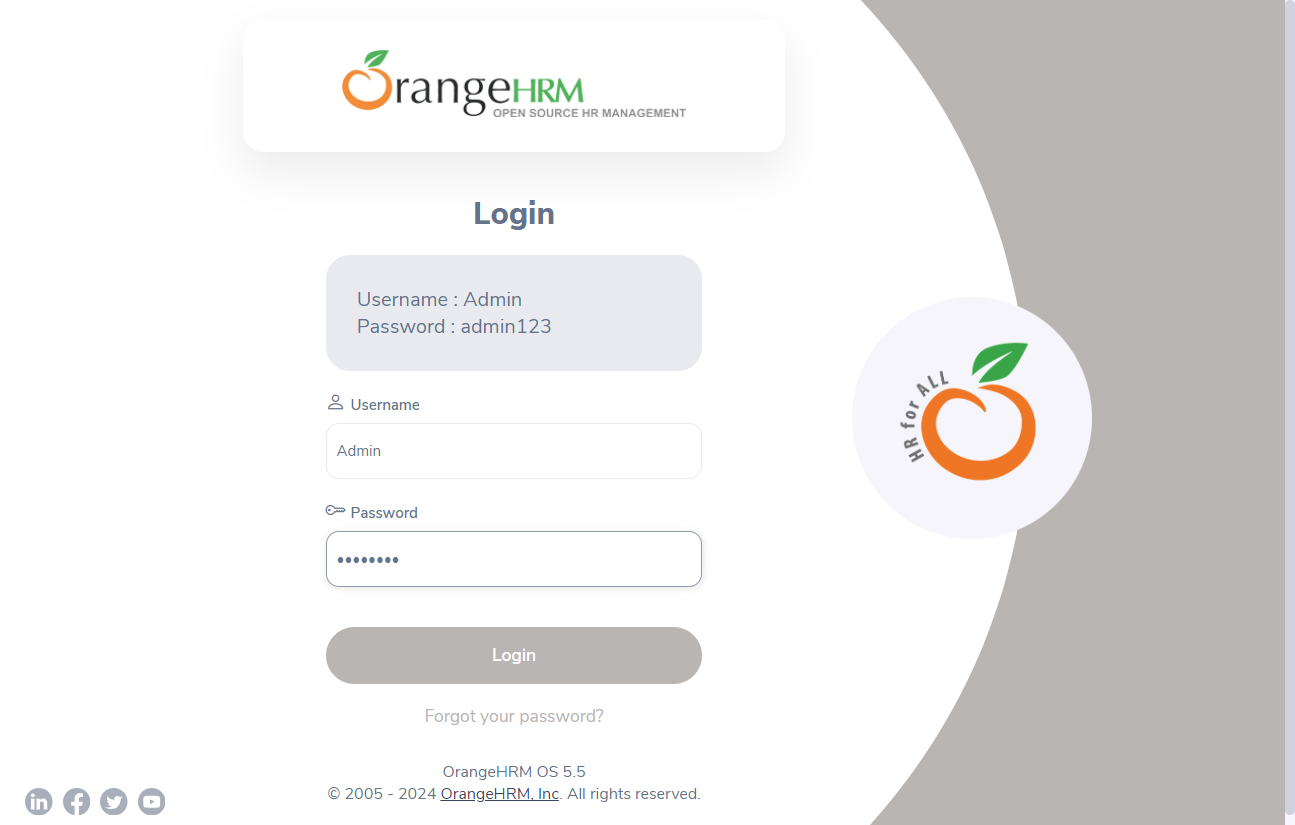 OrangeHRM
OPEN SOURCE HR MANAGEMENT
Login
Username : Admin
Password : admin123
Username
Admin
Password
••••••••
Login
Forgot your password?
OrangeHRM OS 5.5
© 2005 - 2024 OrangeHRM, Inc. All rights reserved.
HR for ALL